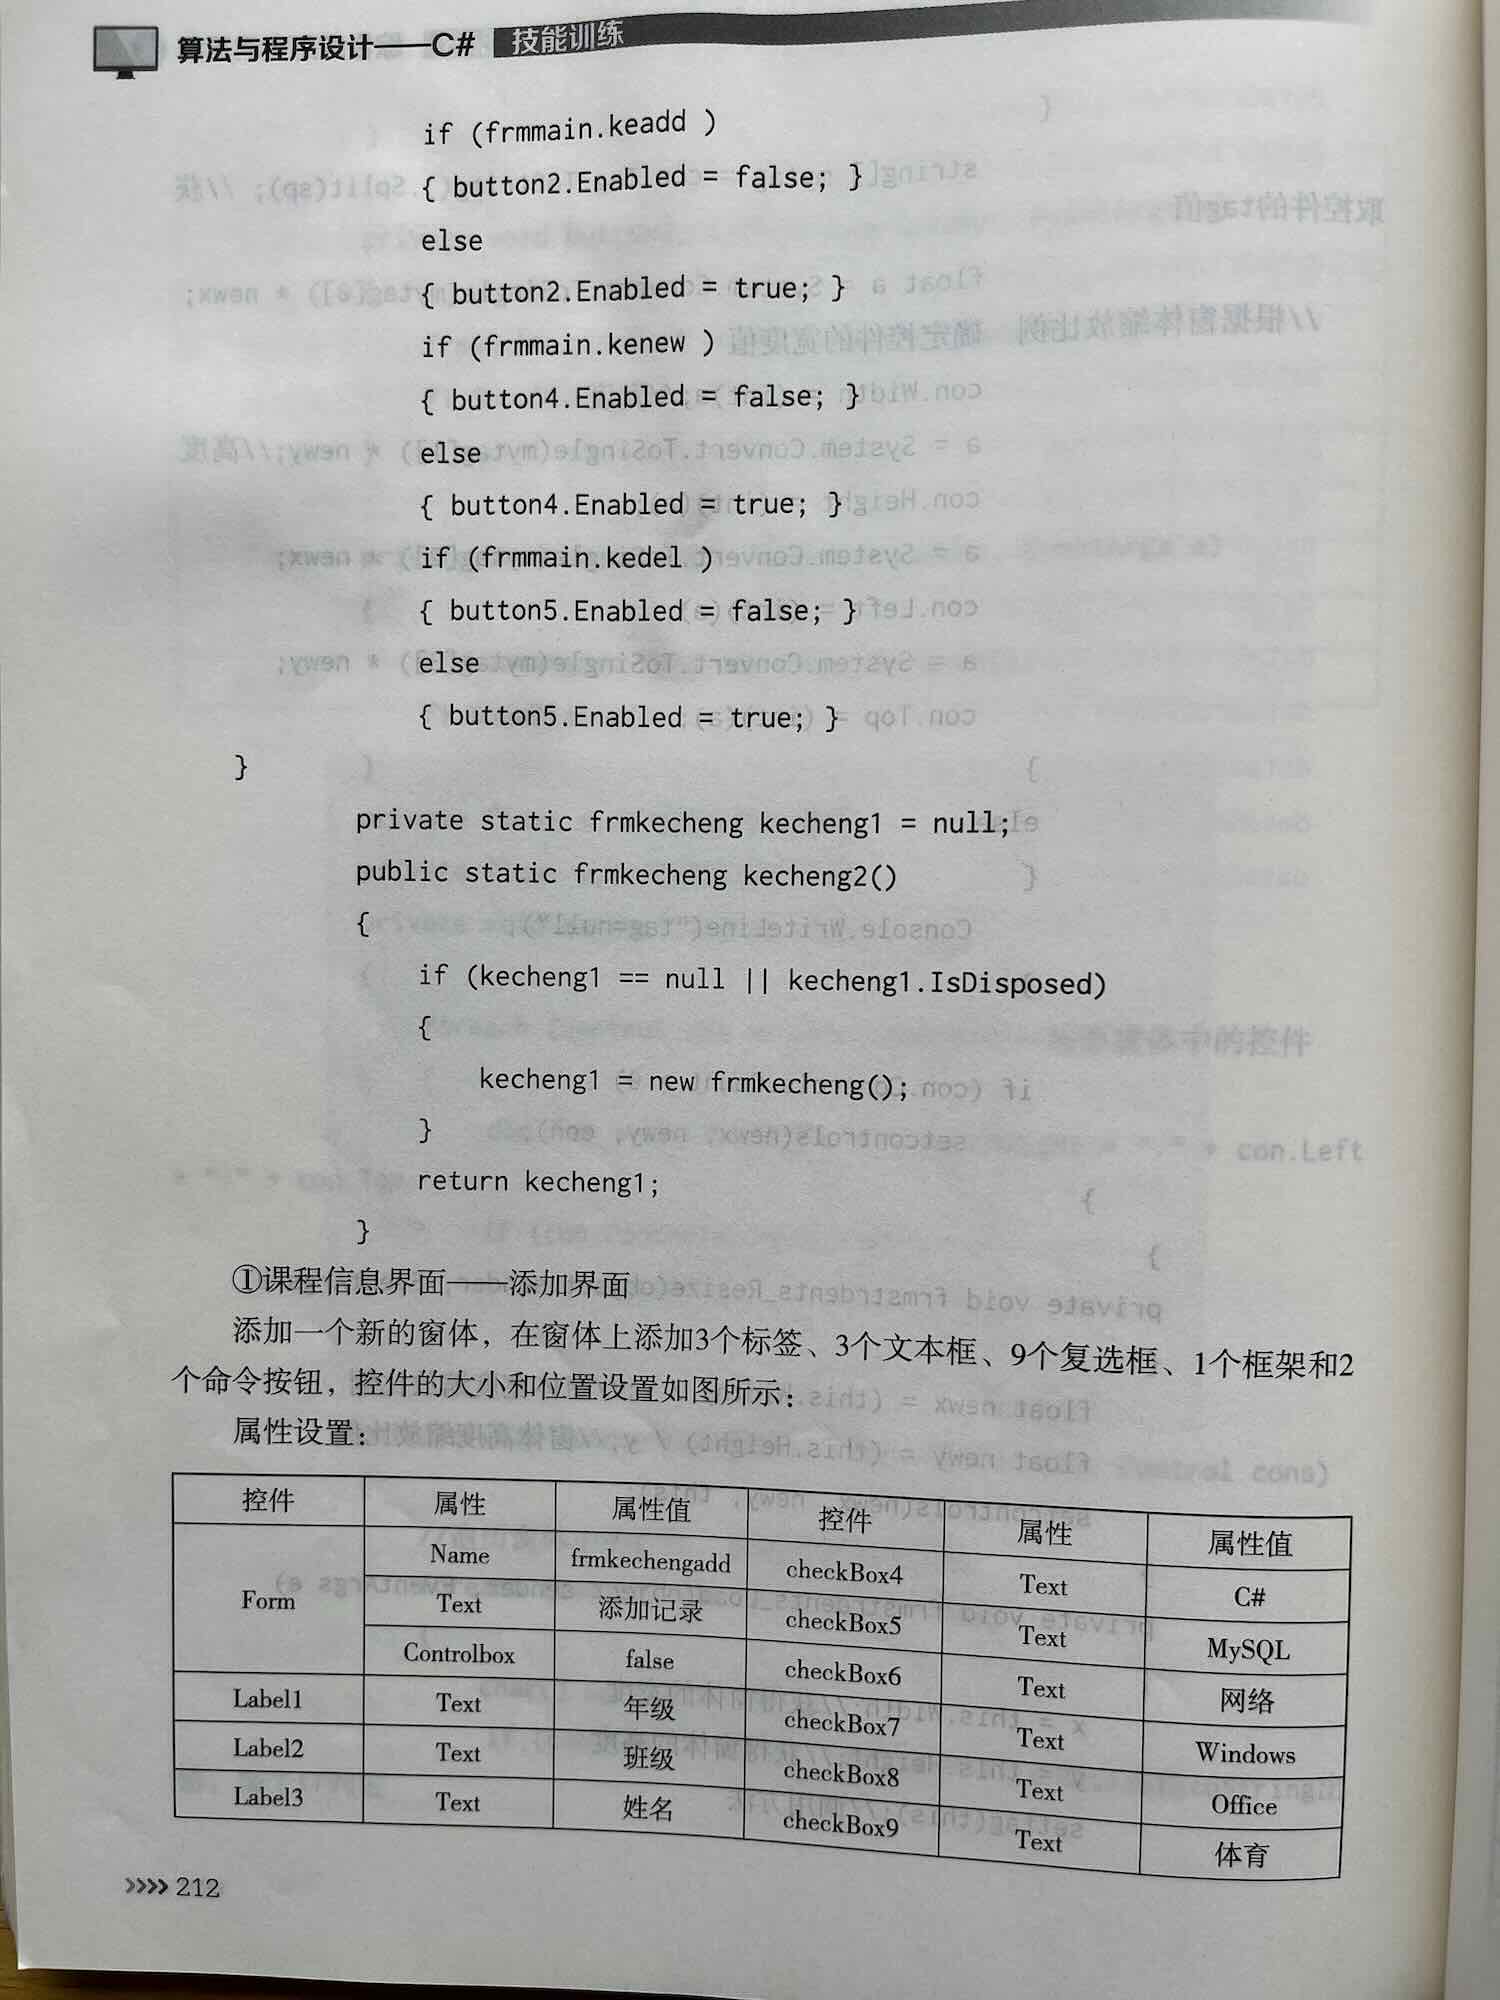 算法与程序设计——C# 技能训练
if (frmmain.keadd )
{ button2.Enabled = false; }
else
{ button2.Enabled = true; }
if (frmmain.kenew )
{ button4.Enabled = false; }
else
{ button4.Enabled = true; }
if (frmmain.kedel )
{ button5.Enabled = false; }
else
{ button5.Enabled = true; }
}
private static frmkecheng kecheng1 = null;
public static frmkecheng kecheng2()
{
if (kecheng1 == null || kecheng1.IsDisposed)
{
kecheng1 = new frmkecheng();
}
return kecheng1;
}
①课程信息界面——添加界面
添加一个新的窗体，在窗体上添加3个标签、3个文本框、9个复选框、1个框架和2
个命令按钮，控件的大小和位置设置如图所示：
属性设置：
控件 属性 属性值 控件 属性 属性值
Form Name frmkechengadd checkBox4 Text C#
Text 添加记录 checkBox5 Text MySQL
Controlbox false checkBox6 Text 网络
Label1 Text 年级 checkBox7 Text Windows
Label2 Text 班级 checkBox8 Text Office
Label3 Text 姓名 checkBox9 Text 体育
>>>> 212